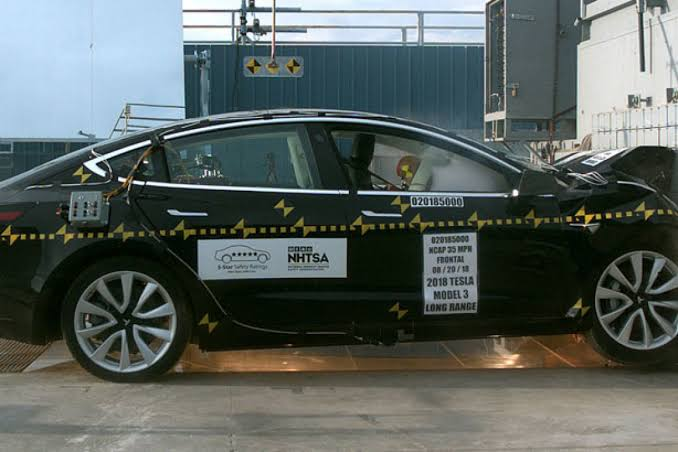 020185000
020185000
NCAP 35 MPH
FRONTAL
08 / 20 / 18
2018 TESLA
MODEL 3
LONG RANGE
5-Star Safety Ratings
NHTSA